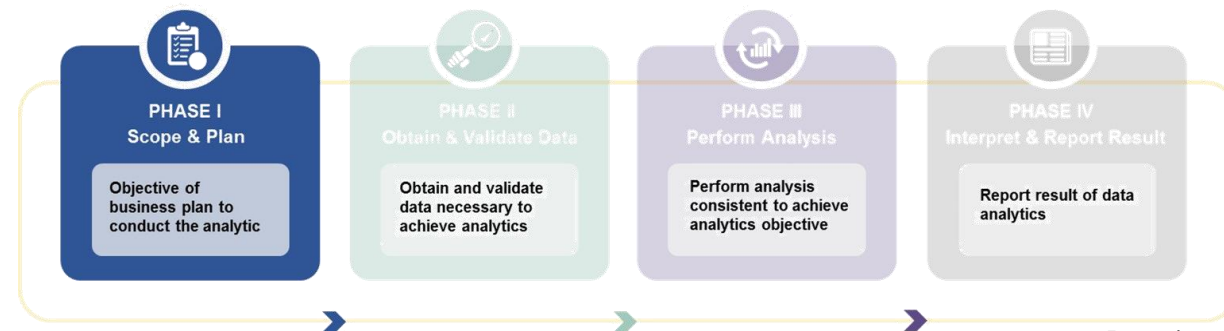 PHASE I
Scope & Plan
Objective of
business plan to
conduct the analytic
PHASE II
Obtain & Validate Data
Obtain and validate
data necessary to
achieve analytics
PHASE III
Perform Analysis
Perform analysis
consistent to achieve
analytics objective
PHASE IV
Interpret & Report Result
Report result of data
analytics